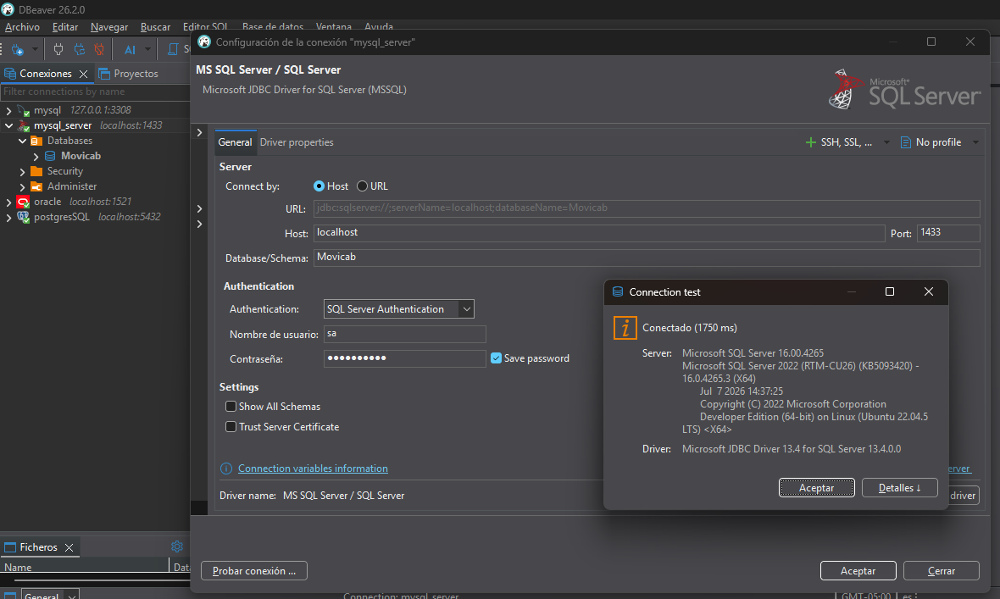 DBeaver 26.2.0
Archivo Editar Navegar Buscar Editor SQL Base de datos Ventana Ayuda
AI
Conexiones
Proyectos
Filter connections by name
mysql 127.0.0.1:3308
mysql_server localhost:1433
Databases
Movicab
Security
Administer
oracle localhost:1521
postgresSQL localhost:5432
Ficheros
Name
General
Configuración de la conexión "mysql_server"
MS SQL Server / SQL Server
Microsoft JDBC Driver for SQL Server (MSSQL)
Microsoft®
SQL Server
General Driver properties
SSH, SSL, ...
No profile
Server
Connect by: Host URL
URL: jdbc:sqlserver://;serverName=localhost;databaseName=Movicab
Host: localhost Port: 1433
Database/Schema: Movicab
Authentication
Authentication: SQL Server Authentication
Nombre de usuario: sa
Contraseña: ●●●●●●●●●●
Save password
Settings
Show All Schemas
Trust Server Certificate
Connection variables information
Driver name: MS SQL Server / SQL Server
driver
Probar conexión ...
Aceptar
Cerrar
Connection test
Conectado (1750 ms)
Server: Microsoft SQL Server 16.00.4265
Microsoft SQL Server 2022 (RTM-CU26) (KB5093420) -
16.0.4265.3 (X64)
Jul 7 2026 14:37:25
Copyright (C) 2022 Microsoft Corporation
Developer Edition (64-bit) on Linux (Ubuntu 22.04.5
LTS) <X64>
Driver: Microsoft JDBC Driver 13.4 for SQL Server 13.4.0.0
Aceptar
Detalles ↓
Connection: mysql_server
GMT-05:00 es